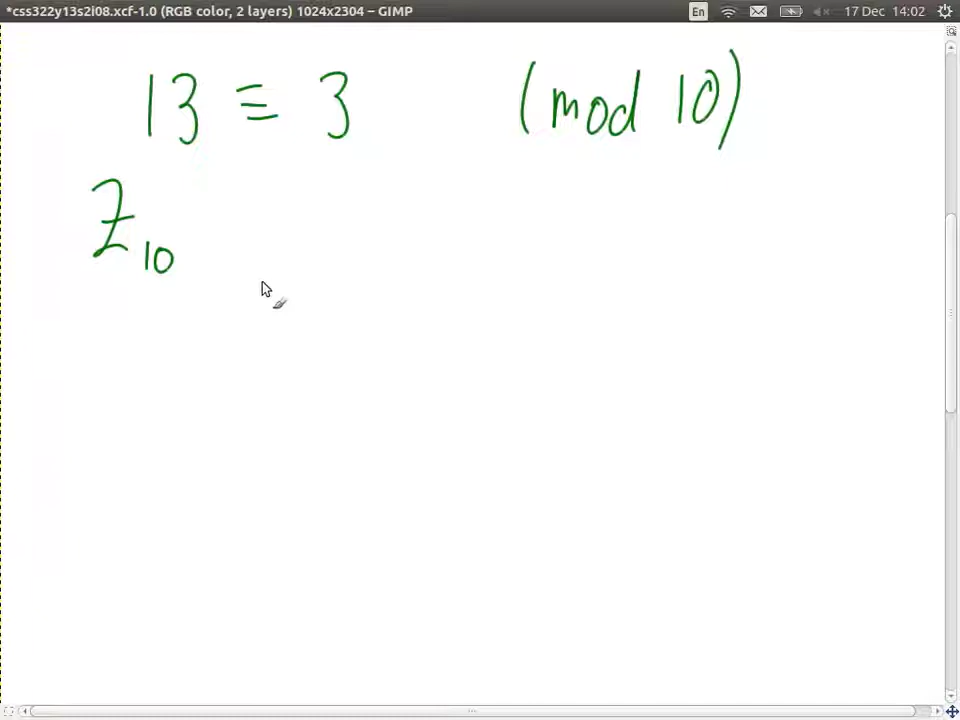 *css322y13s2i08.xcf-1.0 (RGB color, 2 layers) 1024x2304 – GIMP En 17 Dec 14:02
13 ≡ 3 (mod 10)
Z₁₀